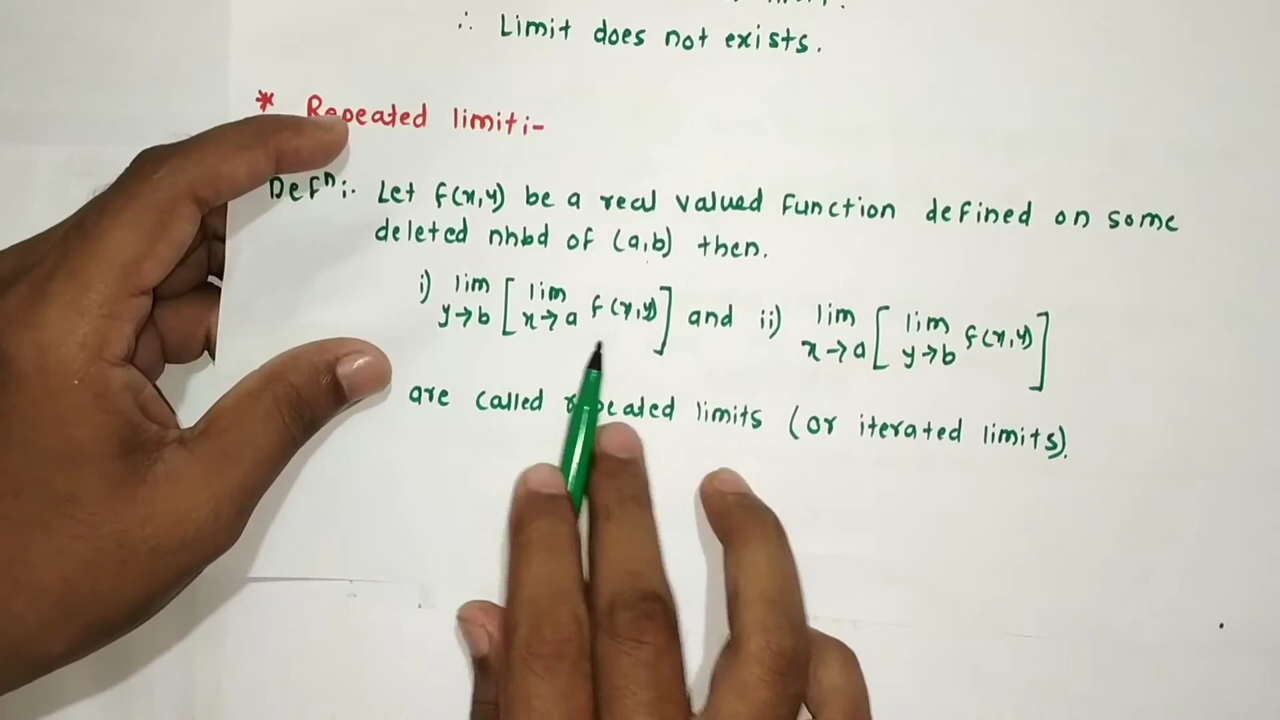 ∴ Limit does not exists.
* Repeated limit:-
Defⁿ:- Let f(x,y) be a real valued function defined on some
deleted nhbd of (a,b) then.
i) lim y→b [lim x→a f(x,y)] and ii) lim x→a [lim y→b f(x,y)]
are called repeated limits (or iterated limits).